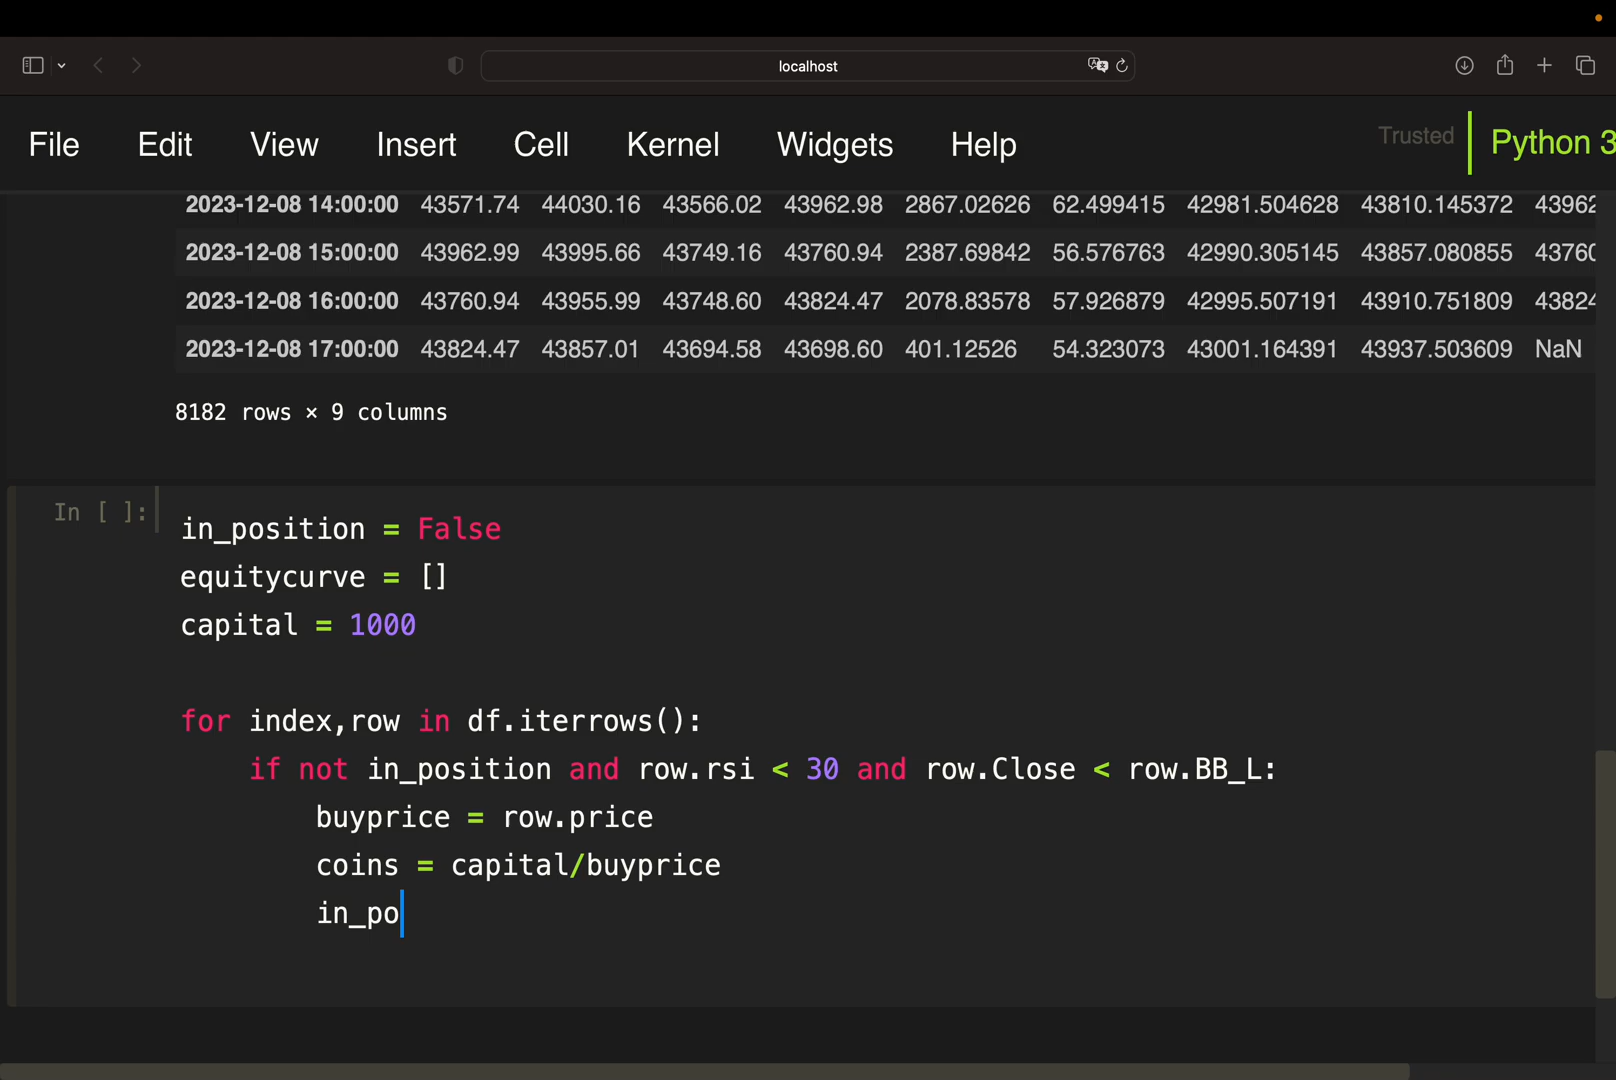 localhost
File Edit View Insert Cell Kernel Widgets Help Trusted Python 3
2023-12-08 14:00:00 43571.74 44030.16 43566.02 43962.98 2867.02626 62.499415 42981.504628 43810.145372 43962
2023-12-08 15:00:00 43962.99 43995.66 43749.16 43760.94 2387.69842 56.576763 42990.305145 43857.080855 43760
2023-12-08 16:00:00 43760.94 43955.99 43748.60 43824.47 2078.83578 57.926879 42995.507191 43910.751809 43824
2023-12-08 17:00:00 43824.47 43857.01 43694.58 43698.60 401.12526 54.323073 43001.164391 43937.503609 NaN
8182 rows × 9 columns
In [ ]:
in_position = False
equitycurve = []
capital = 1000
for index,row in df.iterrows():
if not in_position and row.rsi < 30 and row.Close < row.BB_L:
buyprice = row.price
coins = capital/buyprice
in_po